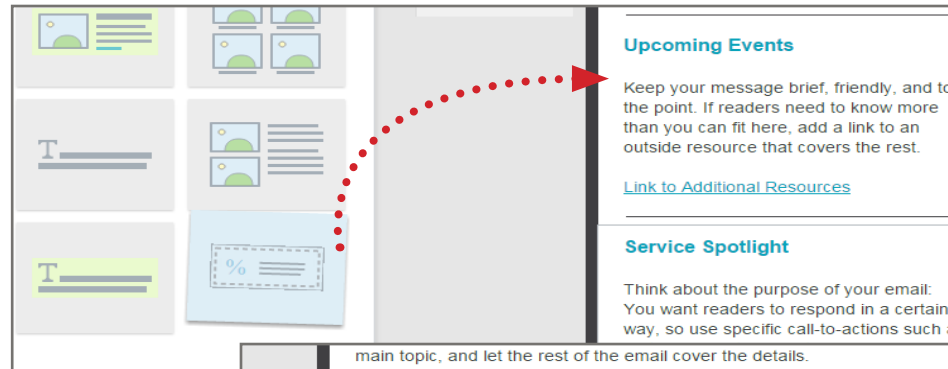 Upcoming Events
Keep your message brief, friendly, and to
the point. If readers need to know more
than you can fit here, add a link to an
outside resource that covers the rest.
Link to Additional Resources
T
%
T
Service Spotlight
Think about the purpose of your email:
You want readers to respond in a certain
way, so use specific call-to-actions such
main topic, and let the rest of the email cover the details.